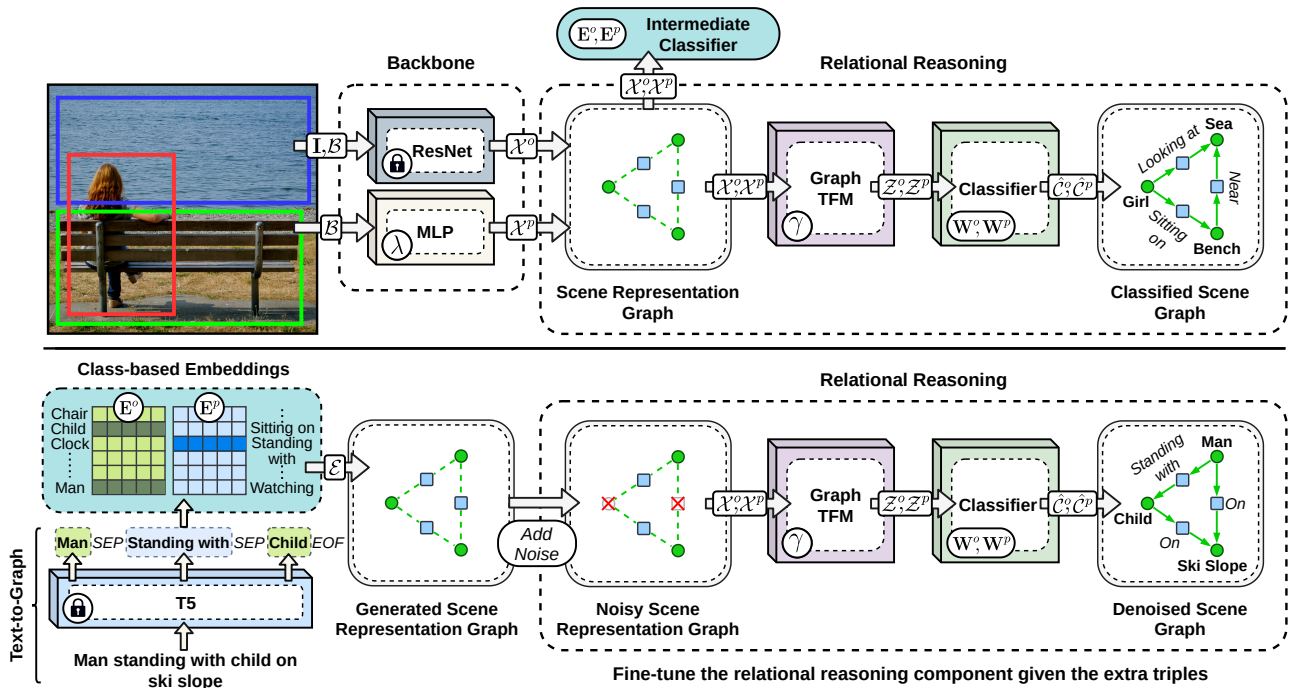 E°,E^p Intermediate
Classifier
Backbone
X°,X^p
Relational Reasoning
I,B
ResNet
X°
B
MLP
λ
X^p
Scene Representation
Graph
X°,X^p
Graph
TFM
γ
Z°,Z^p
Classifier
W°,W^p
Ĉ°,Ĉ^p
Looking at
Sea
Girl
Near
Sitting
on
Bench
Classified Scene
Graph
Class-based Embeddings
E°
E^p
Chair
Child
Clock
Man
Sitting on
Standing
with
Watching
Man SEP Standing with SEP Child EOF
T5
Text-to-Graph
Man standing with child on
ski slope
ℰ
Generated Scene
Representation Graph
Add
Noise
Relational Reasoning
Noisy Scene
Representation Graph
X°,X^p
Graph
TFM
γ
Z°,Z^p
Classifier
W°,W^p
Ĉ°,Ĉ^p
Standing
with
Man
Child
On
On
Ski Slope
Denoised Scene
Graph
Fine-tune the relational reasoning component given the extra triples